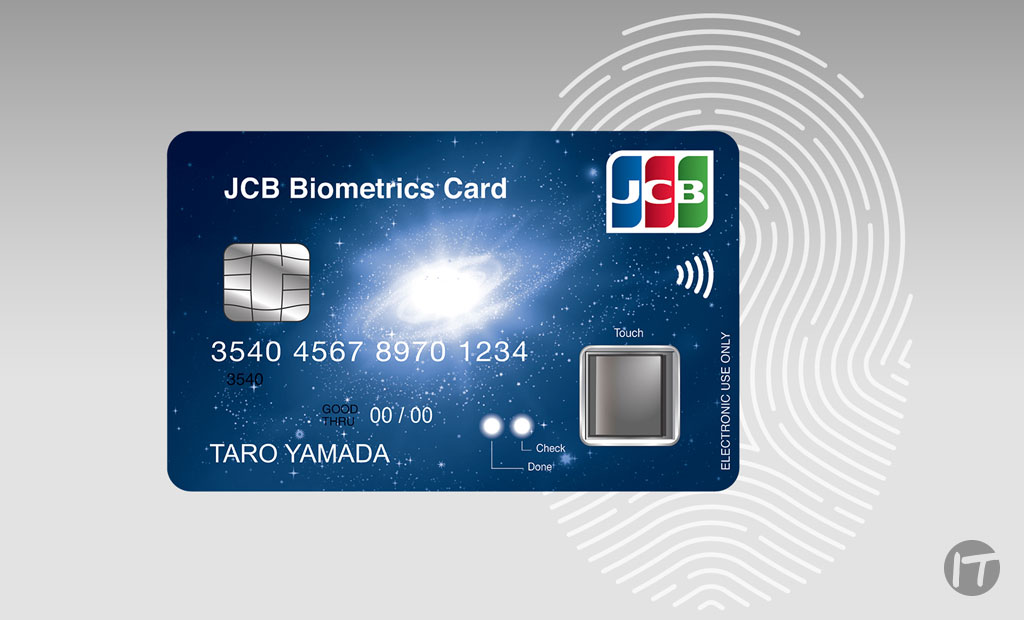 JCB Biometrics Card
JCB
Touch
3540 4567 8970 1234
3540
GOOD
THRU
00 / 00
Check
Done
TARO YAMADA
ELECTRONIC USE ONLY
IT